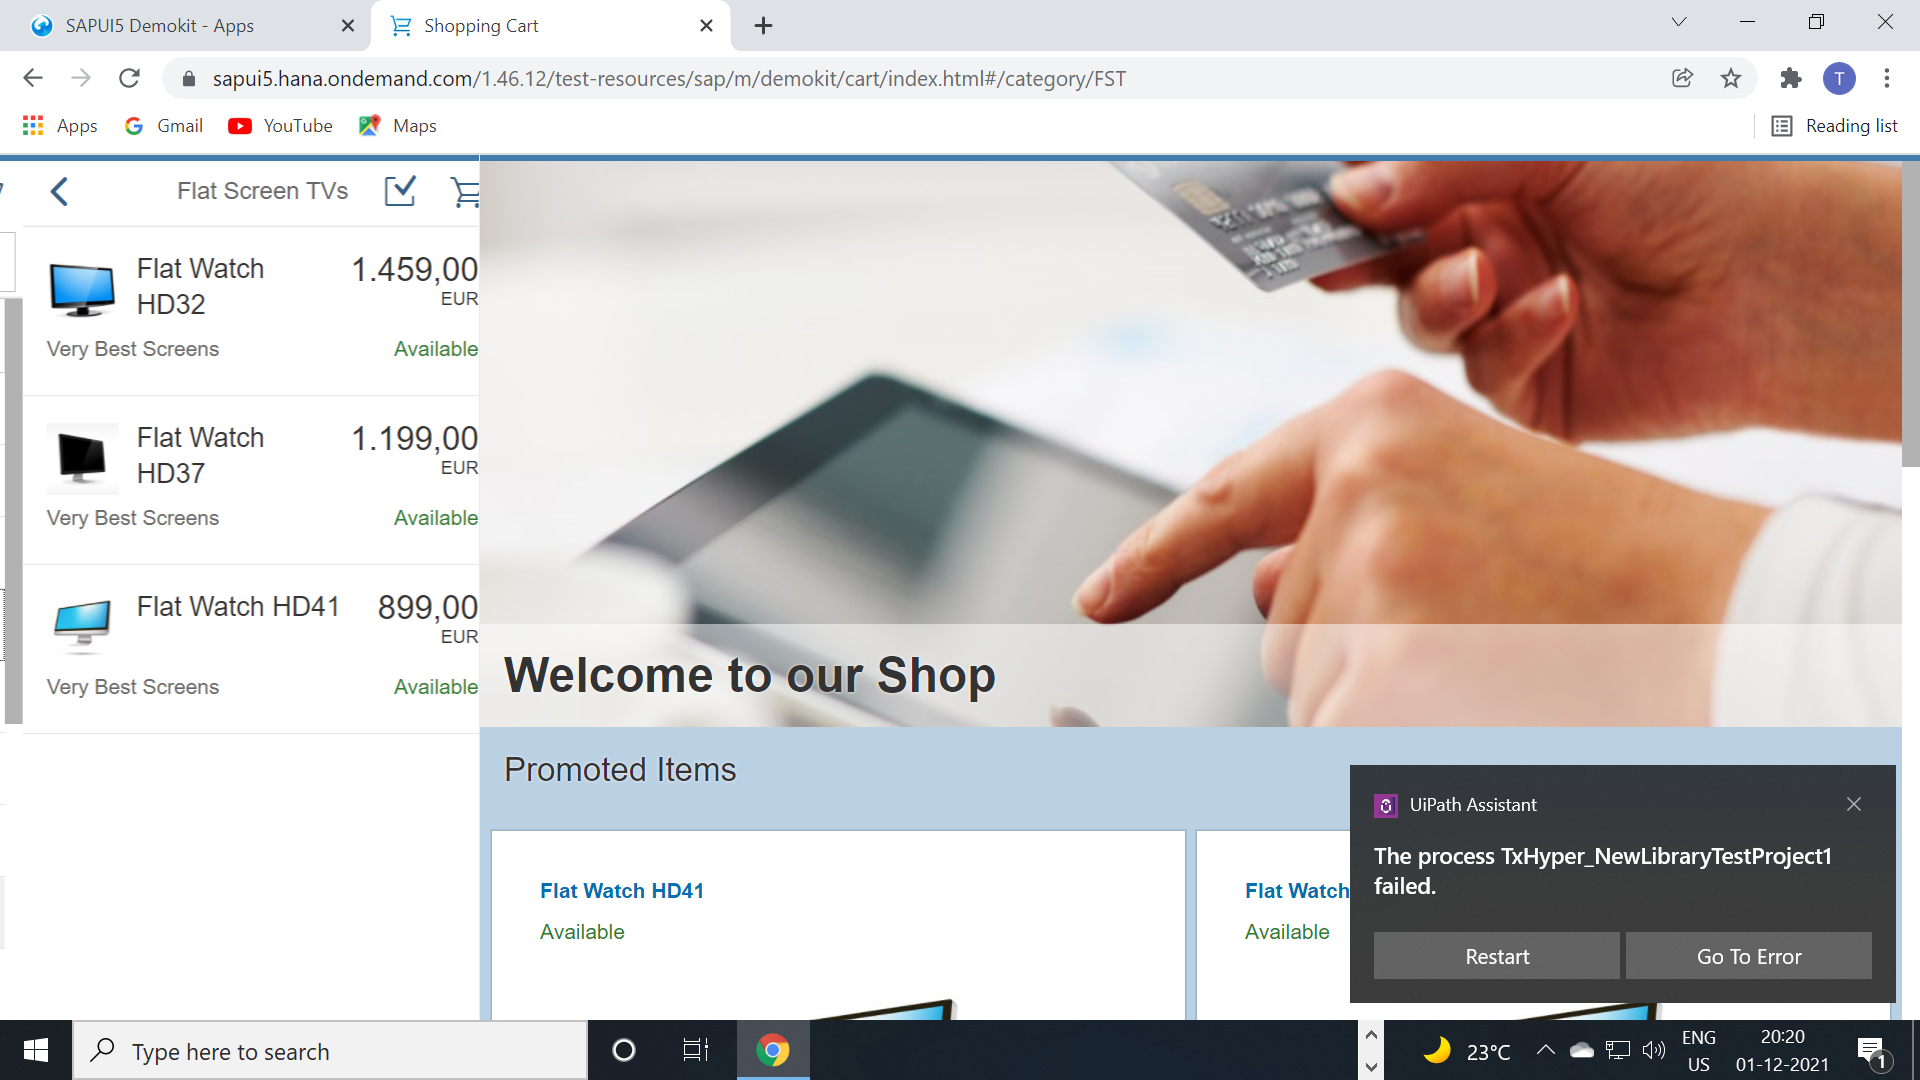 SAPUI5 Demokit - Apps
Shopping Cart
sapui5.hana.ondemand.com/1.46.12/test-resources/sap/m/demokit/cart/index.html#/category/FST
T
Apps
Gmail
YouTube
Maps
Reading list
Flat Screen TVs
Flat Watch
HD32
1.459,00
EUR
Very Best Screens
Available
Flat Watch
HD37
1.199,00
EUR
Very Best Screens
Available
Flat Watch HD41
899,00
EUR
Very Best Screens
Available
Welcome to our Shop
Promoted Items
Flat Watch HD41
Available
Flat Watch
Available
UiPath Assistant
The process TxHyper_NewLibraryTestProject1
failed.
Restart
Go To Error
Type here to search
23°C
ENG
US
20:20
01-12-2021
1